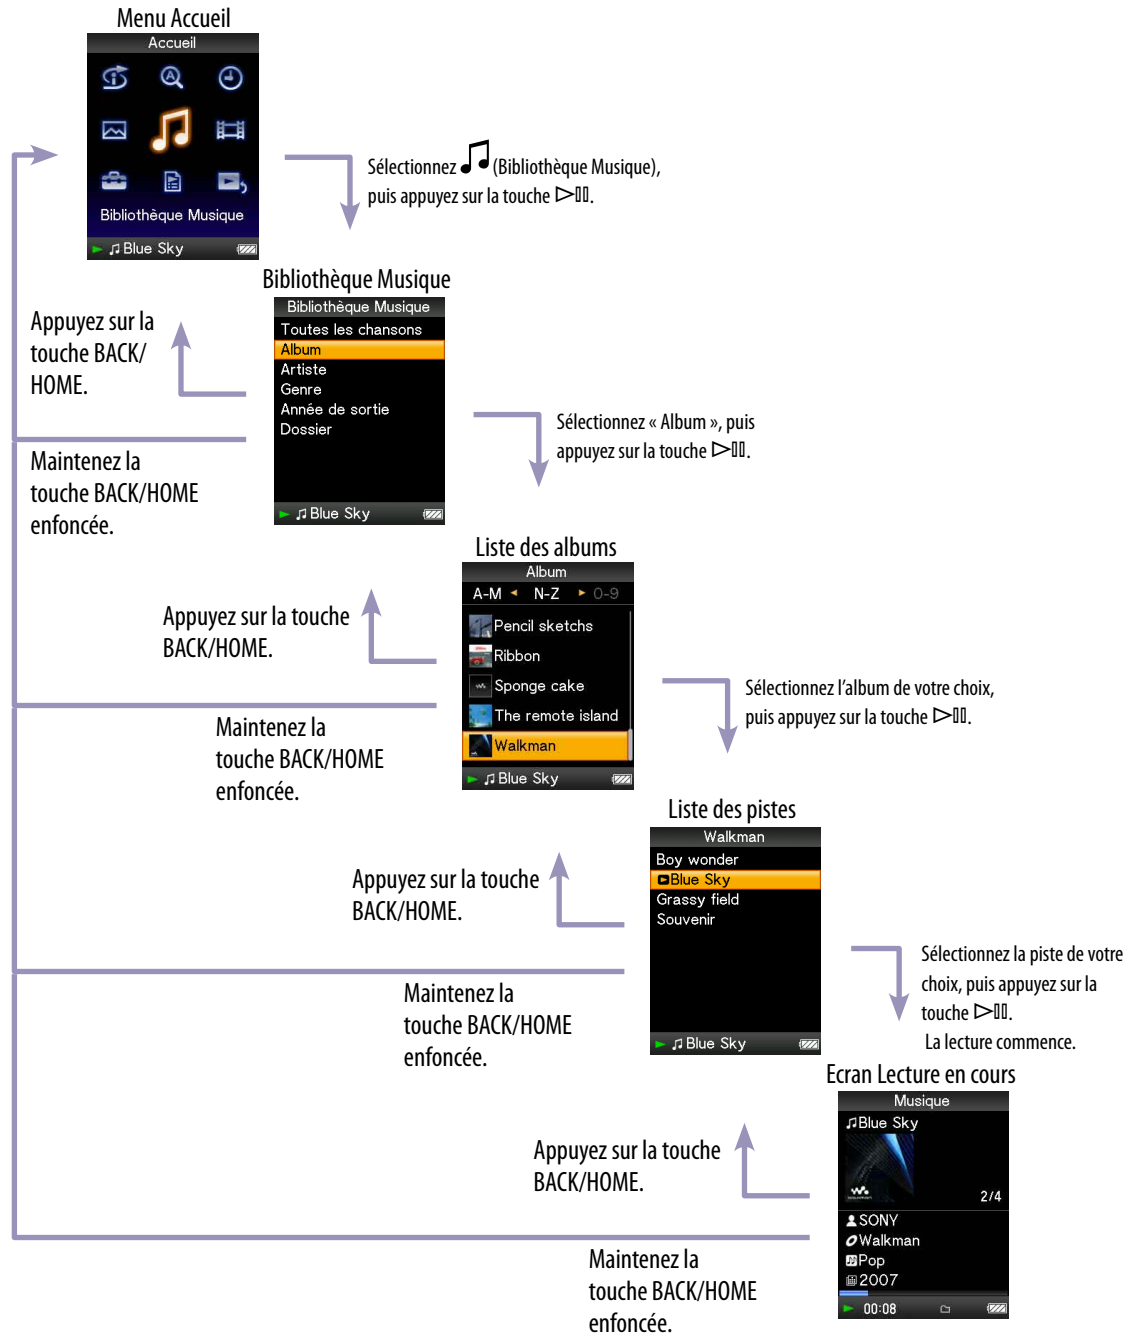 Menu Accueil
Accueil
Bibliothèque Musique
Blue Sky
Sélectionnez (Bibliothèque Musique),
puis appuyez sur la touche .
Bibliothèque Musique
Bibliothèque Musique
Toutes les chansons
Album
Artiste
Genre
Année de sortie
Dossier
Blue Sky
Appuyez sur la
touche BACK/
HOME.
Maintenez la
touche BACK/HOME
enfoncée.
Sélectionnez « Album », puis
appuyez sur la touche .
Liste des albums
Album
A-M N-Z 0-9
Pencil sketchs
Ribbon
Sponge cake
The remote island
Walkman
Blue Sky
Appuyez sur la touche
BACK/HOME.
Maintenez la
touche BACK/HOME
enfoncée.
Sélectionnez l’album de votre choix,
puis appuyez sur la touche .
Liste des pistes
Walkman
Boy wonder
Blue Sky
Grassy field
Souvenir
Blue Sky
Appuyez sur la touche
BACK/HOME.
Maintenez la
touche BACK/HOME
enfoncée.
Sélectionnez la piste de votre
choix, puis appuyez sur la
touche .
La lecture commence.
Ecran Lecture en cours
Musique
Blue Sky
2/4
SONY
Walkman
Pop
2007
00:08
Appuyez sur la touche
BACK/HOME.
Maintenez la
touche BACK/HOME
enfoncée.